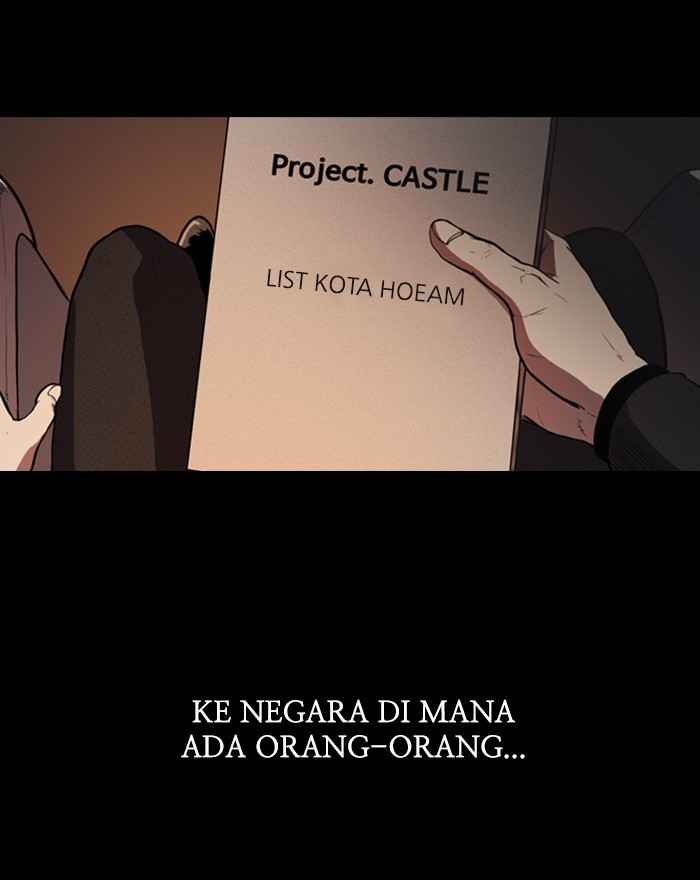 Project. CASTLE
LIST KOTA HOEAM
KE NEGARA DI MANA
ADA ORANG-ORANG...